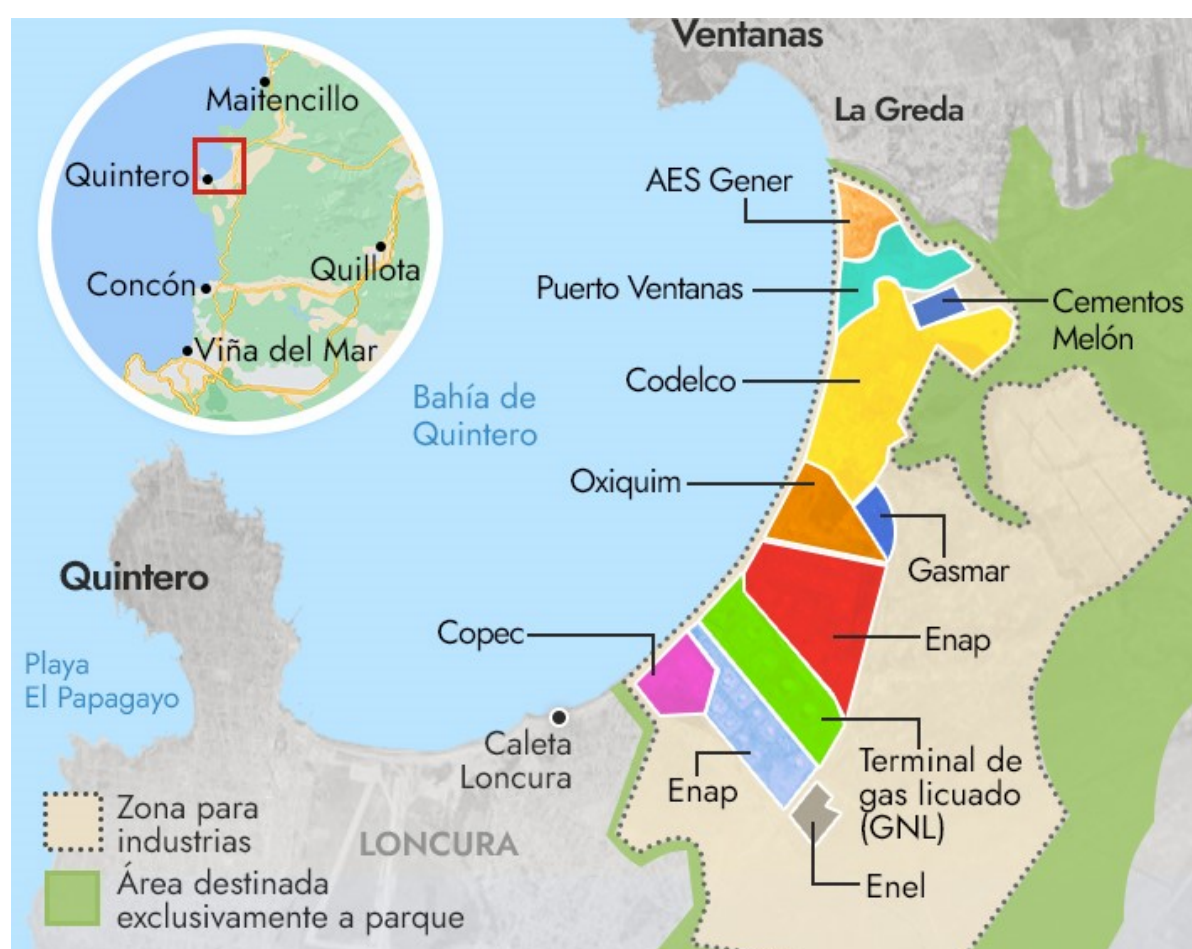 Ventanas
Maitencillo
La Greda
Quintero
AES Gener
Quillota
Concón
Puerto Ventanas
Cementos
Melón
Viña del Mar
Codelco
Bahía de
Quintero
Oxiquim
Gasmar
Quintero
Copec
Enap
Playa
El Papagayo
Caleta
Loncura
Terminal de
gas licuado
(GNL)
Enap
Zona para
industrias
LONCURA
Enel
Área destinada
exclusivamente a parque